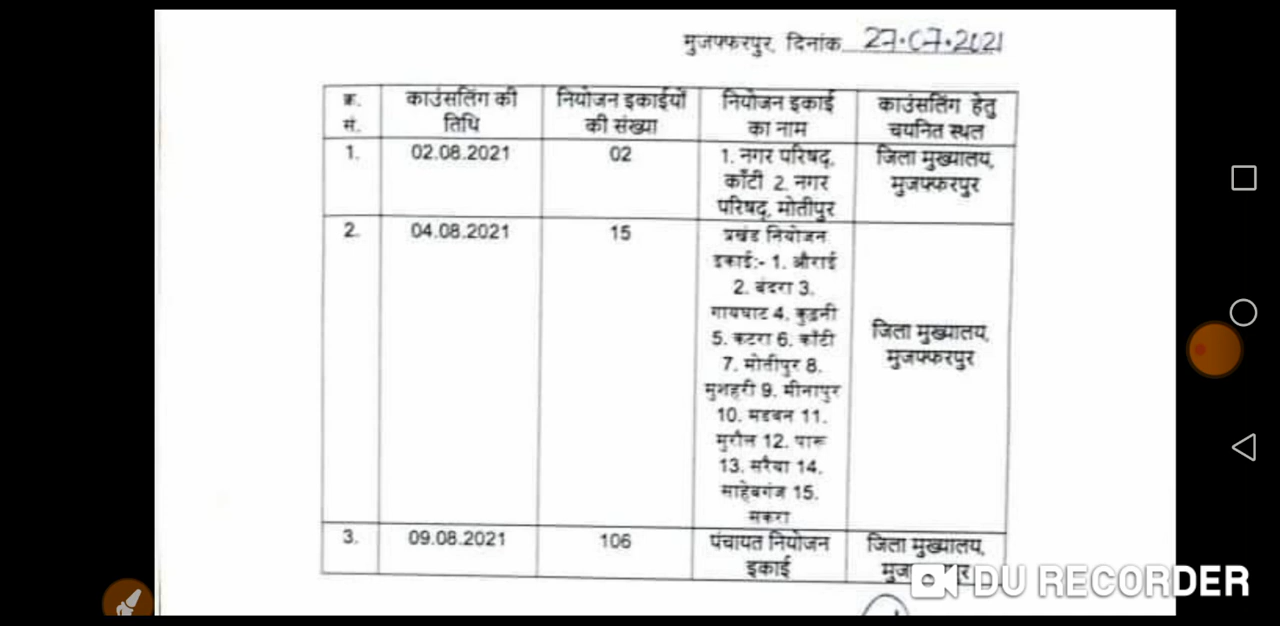 मुजफ्फरपुर, दिनांक 27.07.2021
क्र. सं.
काउंसलिंग की
तिथि
नियोजन इकाईयों
की संख्या
नियोजन इकाई
का नाम
काउंसलिंग हेतु
चयनित स्थल
1.
02.08.2021
02
1. नगर परिषद्,
काँटी 2. नगर
परिषद्, मोतीपुर
जिला मुख्यालय,
मुजफ्फरपुर
2.
04.08.2021
15
प्रखंड नियोजन
इकाई:- 1. औराई
2. बंदरा 3.
गायघाट 4. कुढ़नी
5. कटरा 6. काँटी
7. मोतीपुर 8.
मुशहरी 9. मीनापुर
10. मडवन 11.
मुरौल 12. पारू
13. सरैया 14.
साहेबगंज 15.
सकरा
जिला मुख्यालय,
मुजफ्फरपुर
3.
09.08.2021
106
पंचायत नियोजन
इकाई
जिला मुख्यालय,
DU RECORDER